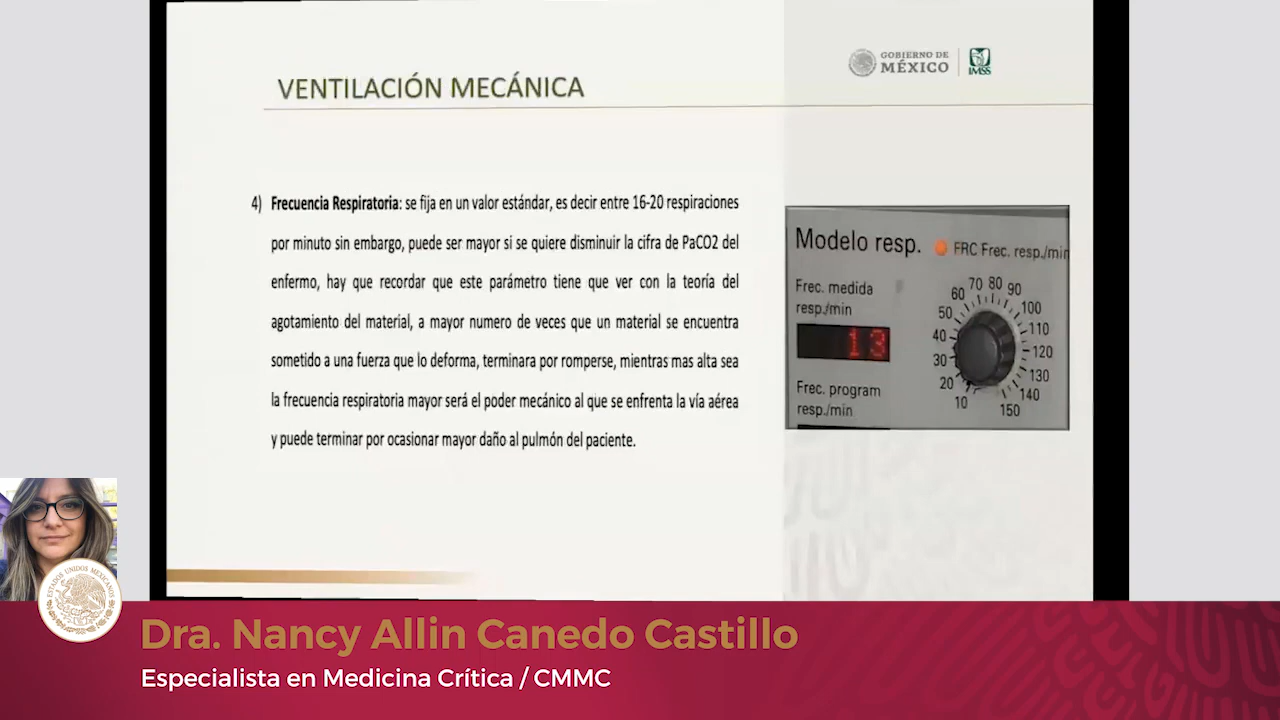 GOBIERNO DE
MÉXICO
IMSS
VENTILACIÓN MECÁNICA
4) Frecuencia Respiratoria: se fija en un valor estándar, es decir entre 16-20 respiraciones
por minuto sin embargo, puede ser mayor si se quiere disminuir la cifra de PaCO2 del
enfermo, hay que recordar que este parámetro tiene que ver con la teoría del
agotamiento del material, a mayor numero de veces que un material se encuentra
sometido a una fuerza que lo deforma, terminara por romperse, mientras mas alta sea
la frecuencia respiratoria mayor será el poder mecánico al que se enfrenta la vía aérea
y puede terminar por ocasionar mayor daño al pulmón del paciente.
Modelo resp.
FRC Frec. resp./min
Frec. medida
resp./min
13
Frec. program
resp./min
10
20
30
40
50
60
70
80
90
100
110
120
130
140
150
ESTADOS UNIDOS MEXICANOS
Dra. Nancy Allin Canedo Castillo
Especialista en Medicina Crítica / CMMC